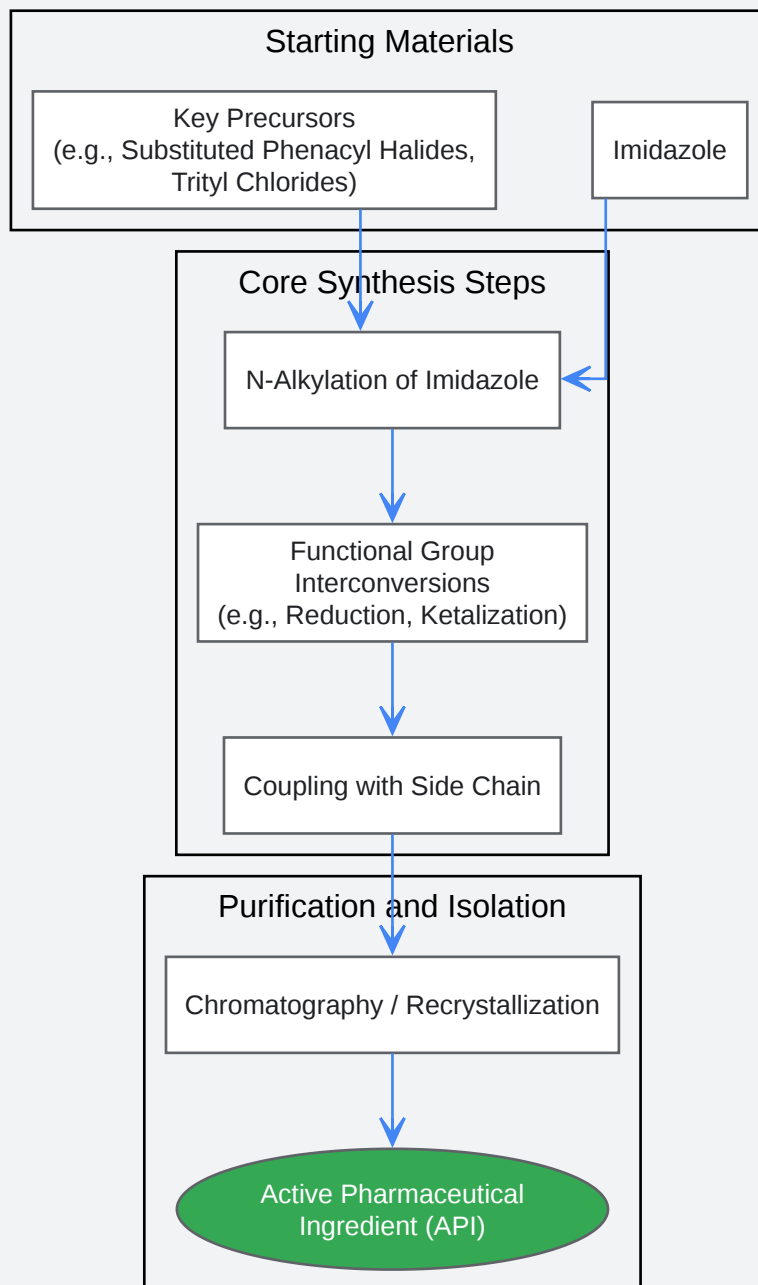 Starting Materials
Key Precursors
(e.g., Substituted Phenacyl Halides,
Trityl Chlorides)
Imidazole
Core Synthesis Steps
N-Alkylation of Imidazole
Functional Group
Interconversions
(e.g., Reduction, Ketalization)
Coupling with Side Chain
Purification and Isolation
Chromatography / Recrystallization
Active Pharmaceutical
Ingredient (API)